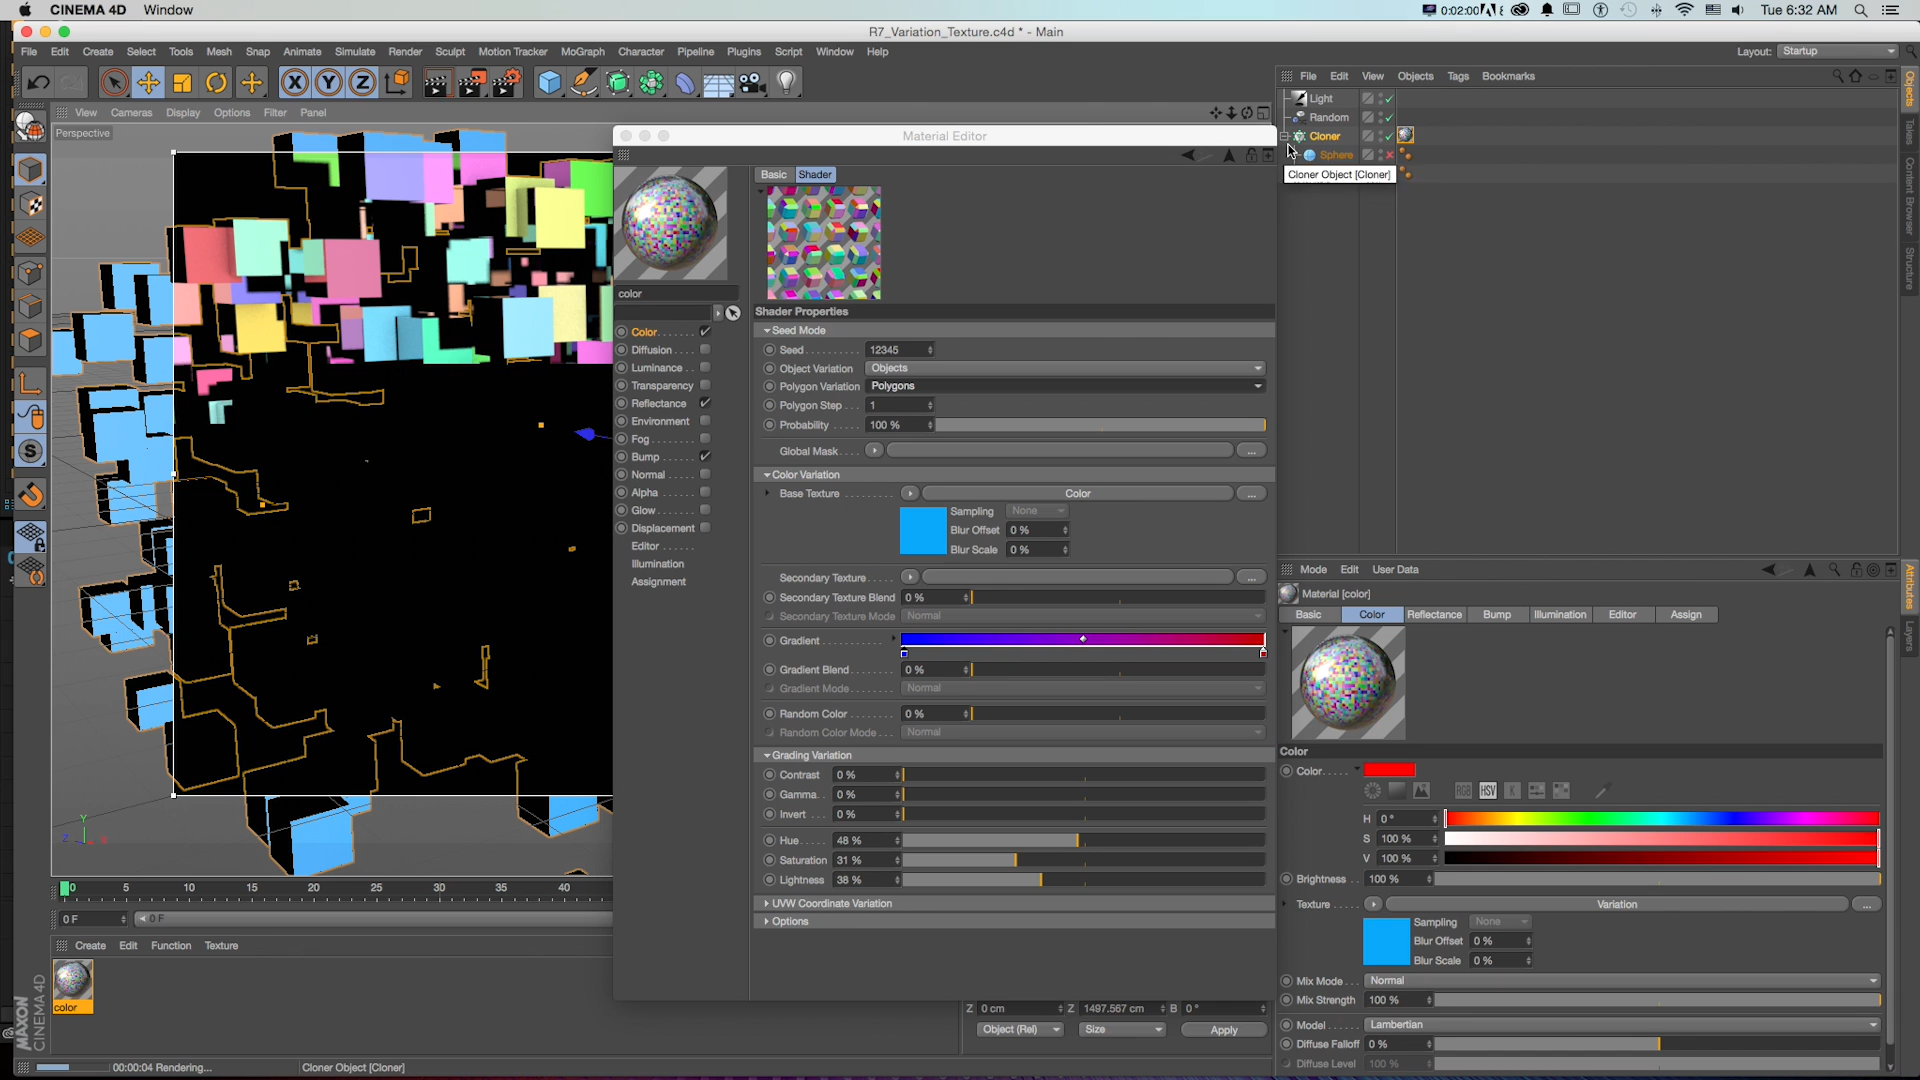 CINEMA 4D Window 0:02:00 8 Tue 6:32 AM
R7_Variation_Texture.c4d * - Main
File Edit Create Select Tools Mesh Snap Animate Simulate Render Sculpt Motion Tracker MoGraph Character Pipeline Plugins Script Window Help Layout: Startup
X Y Z
File Edit View Objects Tags Bookmarks
View Cameras Display Options Filter Panel
Perspective
Light
Random
Cloner
Sphere
Cloner Object [Cloner]
Objects
Takes
Content Browser
Structure
Material Editor
Basic Shader
color
Shader Properties
Color
Diffusion
Luminance
Transparency
Reflectance
Environment
Fog
Bump
Normal
Alpha
Glow
Displacement
Editor
Illumination
Assignment
Seed Mode
Seed 12345
Object Variation Objects
Polygon Variation Polygons
Polygon Step 1
Probability 100 %
Global Mask ...
Color Variation
Base Texture Color ...
Sampling None
Blur Offset 0 %
Blur Scale 0 %
Secondary Texture ...
Secondary Texture Blend 0 %
Secondary Texture Mode Normal
Gradient
Gradient Blend 0 %
Gradient Mode Normal
Random Color 0 %
Random Color Mode Normal
Grading Variation
Contrast 0 %
Gamma 0 %
Invert 0 %
Hue 48 %
Saturation 31 %
Lightness 38 %
UVW Coordinate Variation
Options
Mode Edit User Data
Attributes
Layers
Material [color]
Basic Color Reflectance Bump Illumination Editor Assign
Color
Color
RGB HSV K
H 0°
S 100 %
V 100 %
Brightness 100 %
Texture Variation ...
Sampling None
Blur Offset 0 %
Blur Scale 0 %
Mix Mode Normal
Mix Strength 100 %
Model Lambertian
Diffuse Falloff 0 %
Diffuse Level 100 %
Y
Z
X
0 5 10 15 20 25 30 35 40
0 F 0 F
Create Edit Function Texture
color
MAXON
CINEMA 4D
Z 0 cm Z 1497.567 cm B 0°
Object (Rel) Size Apply
00:00:04 Rendering... Cloner Object [Cloner]